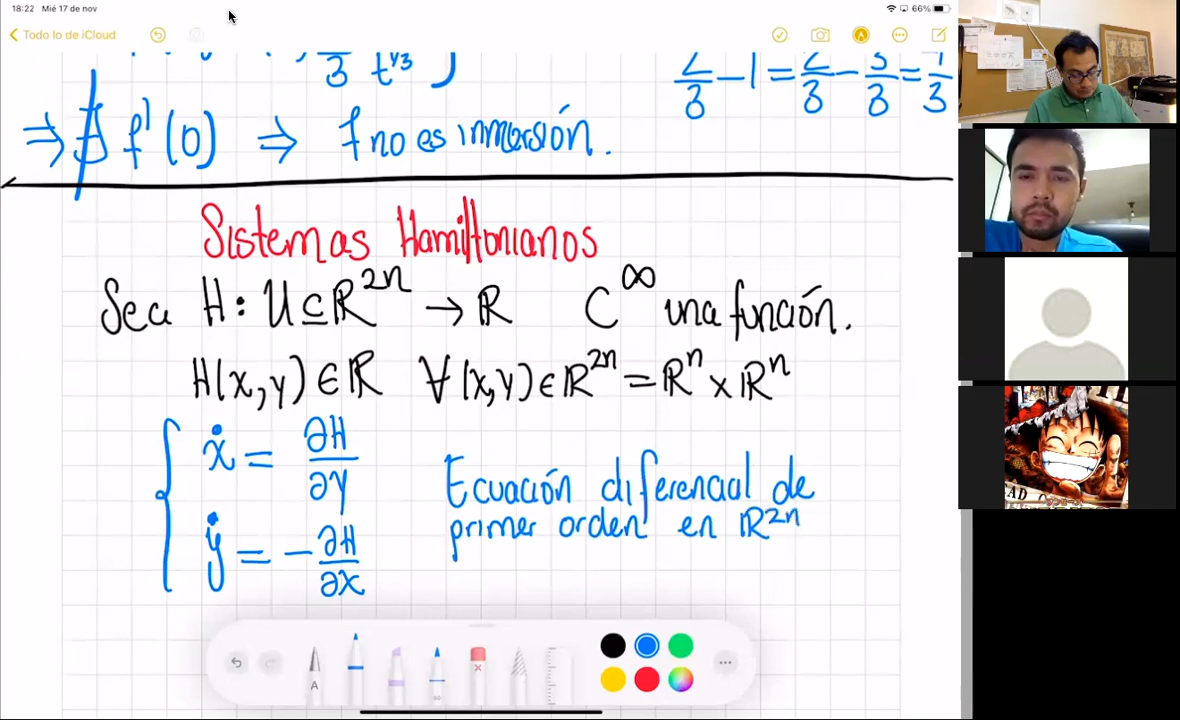 18:22 Mié 17 de nov
66%
Todo lo de iCloud
3 t^{1/3} )
2/3 − 1 = 2/3 − 3/3 = 1/3
⇒ ∄ f'(0) ⇒ f no es inmersión.
Sistemas Hamiltonianos
Sea H: U ⊆ ℝ^{2n} → ℝ C^∞ una función.
H(x,y) ∈ ℝ ∀(x,y) ∈ ℝ^{2n} = ℝ^n × ℝ^n
ẋ = ∂H/∂y
ẏ = −∂H/∂x
Ecuación diferencial de
primer orden en ℝ^{2n}
A
50
AD